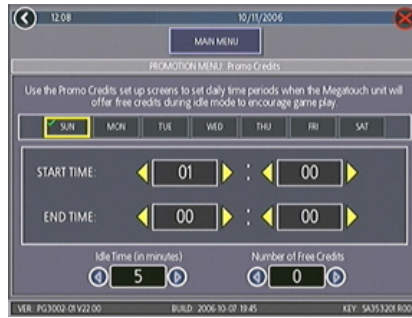 12:08 10/11/2006
MAIN MENU
PROMOTION MENU: Promo Credits
Use the Promo Credits set up screens to set daily time periods when the Megatouch unit will
offer free credits during idle mode to encourage game play.
SUN MON TUE WED THU FRI SAT
START TIME: 01 : 00
END TIME: 00 : 00
Idle Time (in minutes) Number of Free Credits
5 0
VER: PG3002-01 V22.00 BUILD: 2006-10-07 19:45 KEY: SA353201 R00